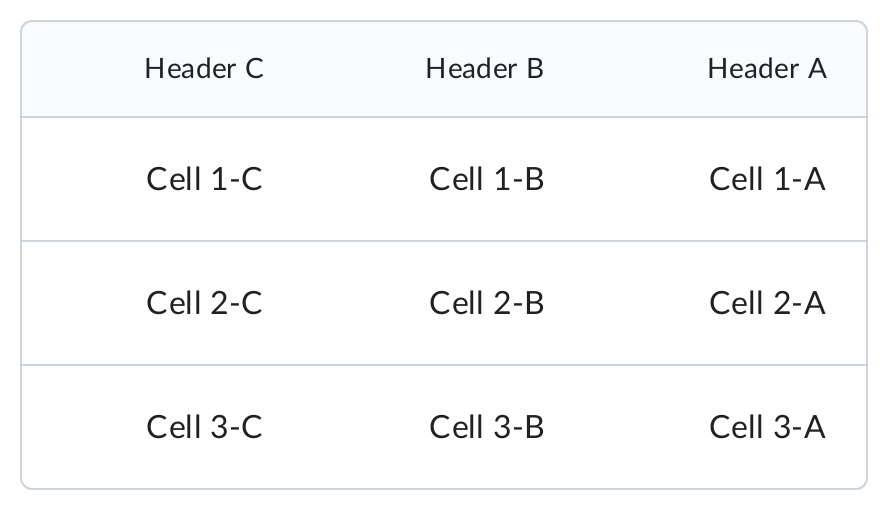 Header C Header B Header A
Cell 1-C Cell 1-B Cell 1-A
Cell 2-C Cell 2-B Cell 2-A
Cell 3-C Cell 3-B Cell 3-A